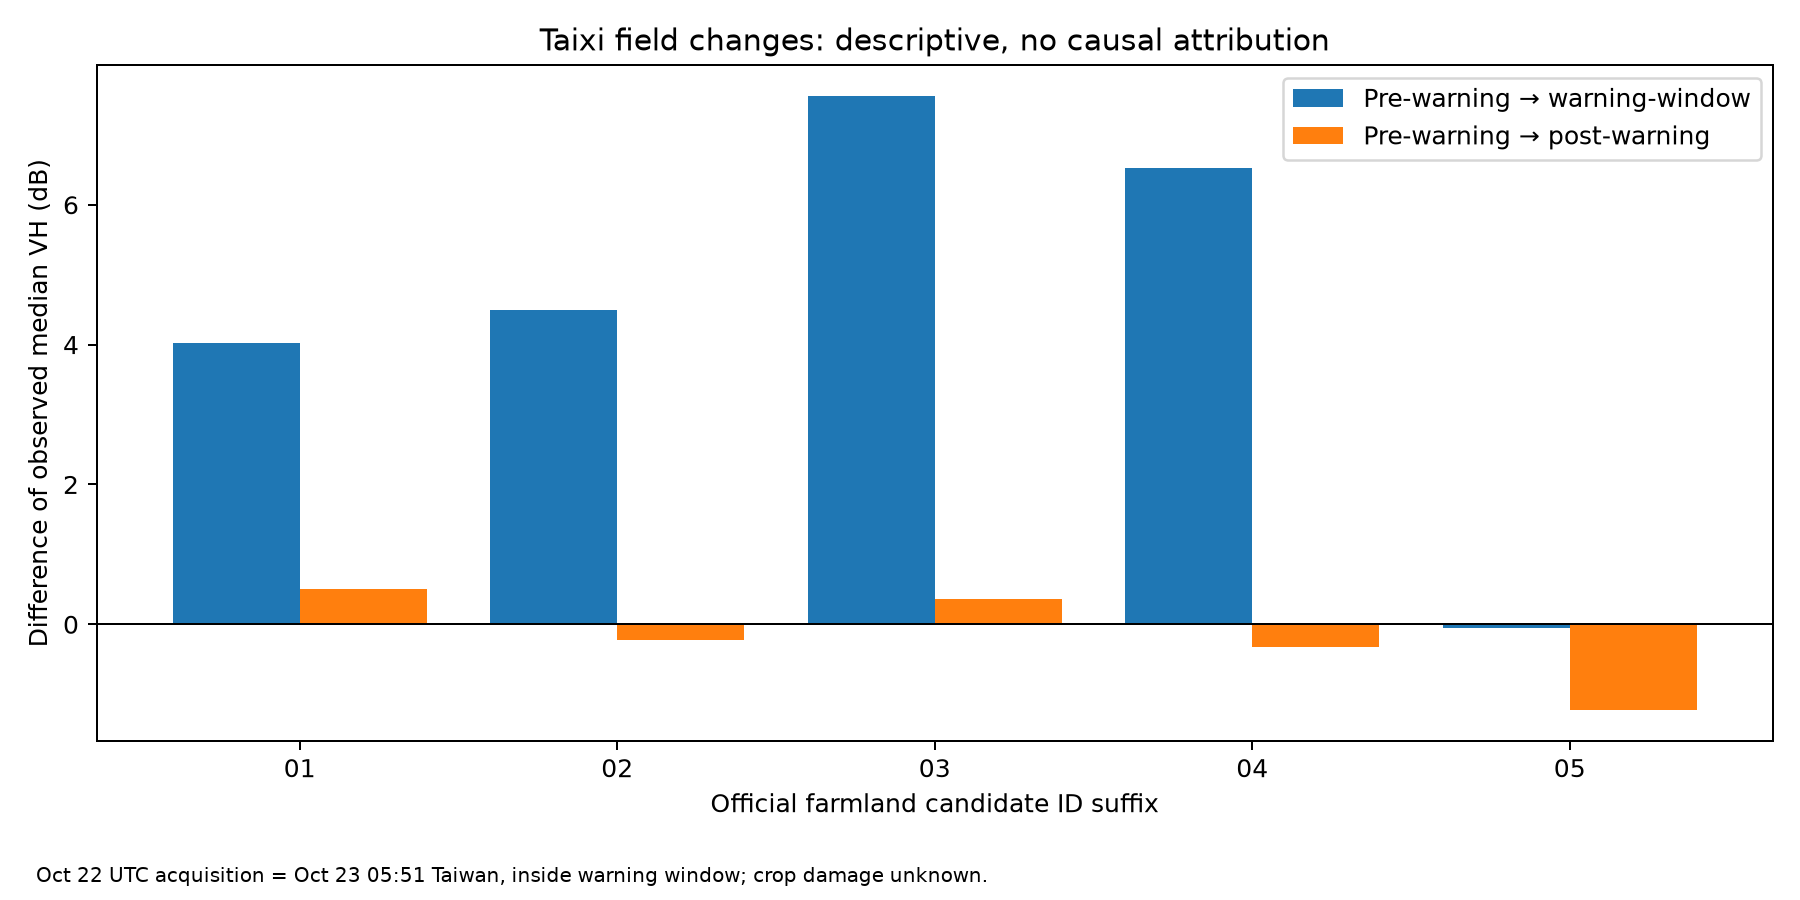 Taixi field changes: descriptive, no causal attribution
Pre-warning → warning-window
Pre-warning → post-warning
Difference of observed median VH (dB)
6
4
2
0
01 02 03 04 05
Official farmland candidate ID suffix
Oct 22 UTC acquisition = Oct 23 05:51 Taiwan, inside warning window; crop damage unknown.